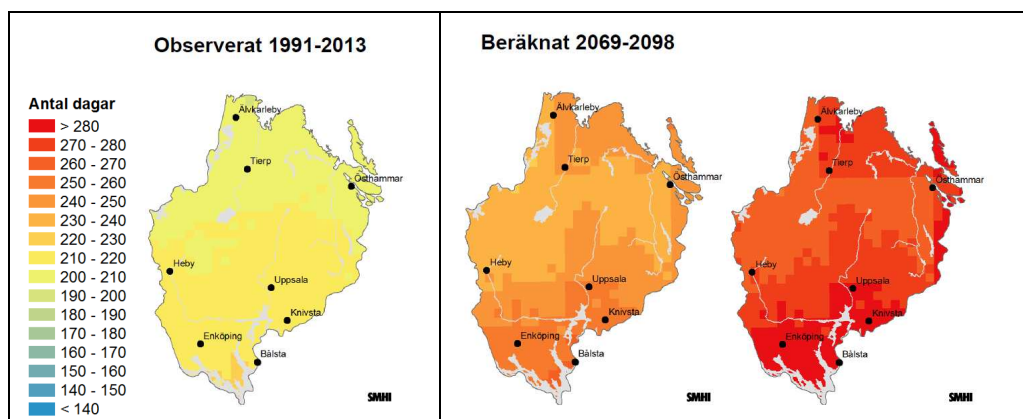 Observerat 1991-2013
Antal dagar
> 280
270 - 280
260 - 270
250 - 260
240 - 250
230 - 240
220 - 230
210 - 220
200 - 210
190 - 200
180 - 190
170 - 180
160 - 170
150 - 160
140 - 150
< 140
Älvkarleby
Tierp
Östhammar
Heby
Uppsala
Knivsta
Enköping
Bålsta
SMHI
Beräknat 2069-2098
Älvkarleby
Tierp
Östhammar
Heby
Uppsala
Knivsta
Enköping
Bålsta
SMHI
Älvkarleby
Tierp
Östhammar
Heby
Uppsala
Knivsta
Enköping
Bålsta
SMHI